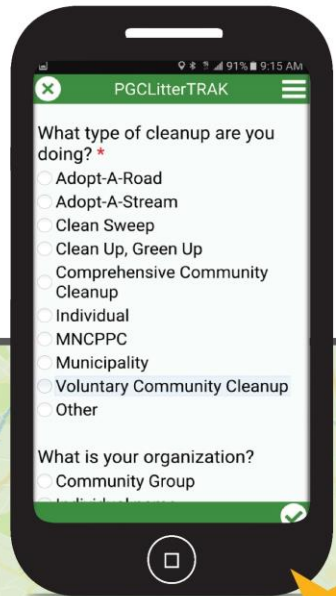 91% 9:15 AM
PGCLitterTRAK
What type of cleanup are you
doing? *
Adopt-A-Road
Adopt-A-Stream
Clean Sweep
Clean Up, Green Up
Comprehensive Community
Cleanup
Individual
MNCPPC
Municipality
Voluntary Community Cleanup
Other
What is your organization?
Community Group